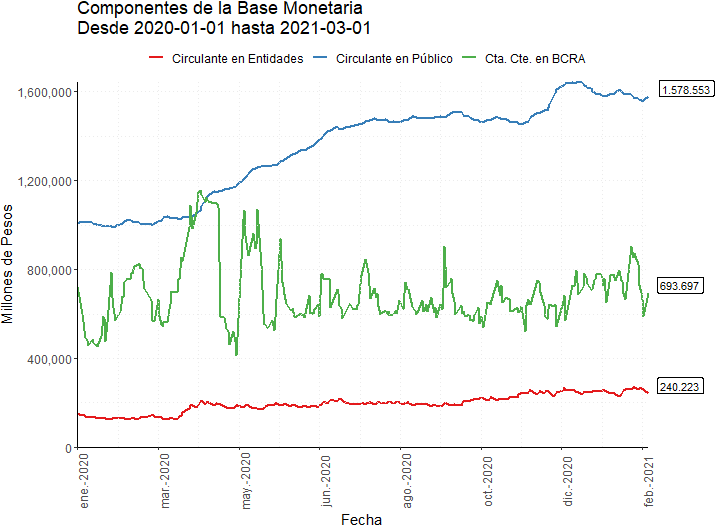 Componentes de la Base Monetaria
Desde 2020-01-01 hasta 2021-03-01
Circulante en Entidades Circulante en Público Cta. Cte. en BCRA
Millones de Pesos
1,600,000
1,200,000
800,000
400,000
0
1.578.553
693.697
240.223
ene.-2020 mar.-2020 may.-2020 jun.-2020 ago.-2020 oct.-2020 dic.-2020 feb.-2021
Fecha